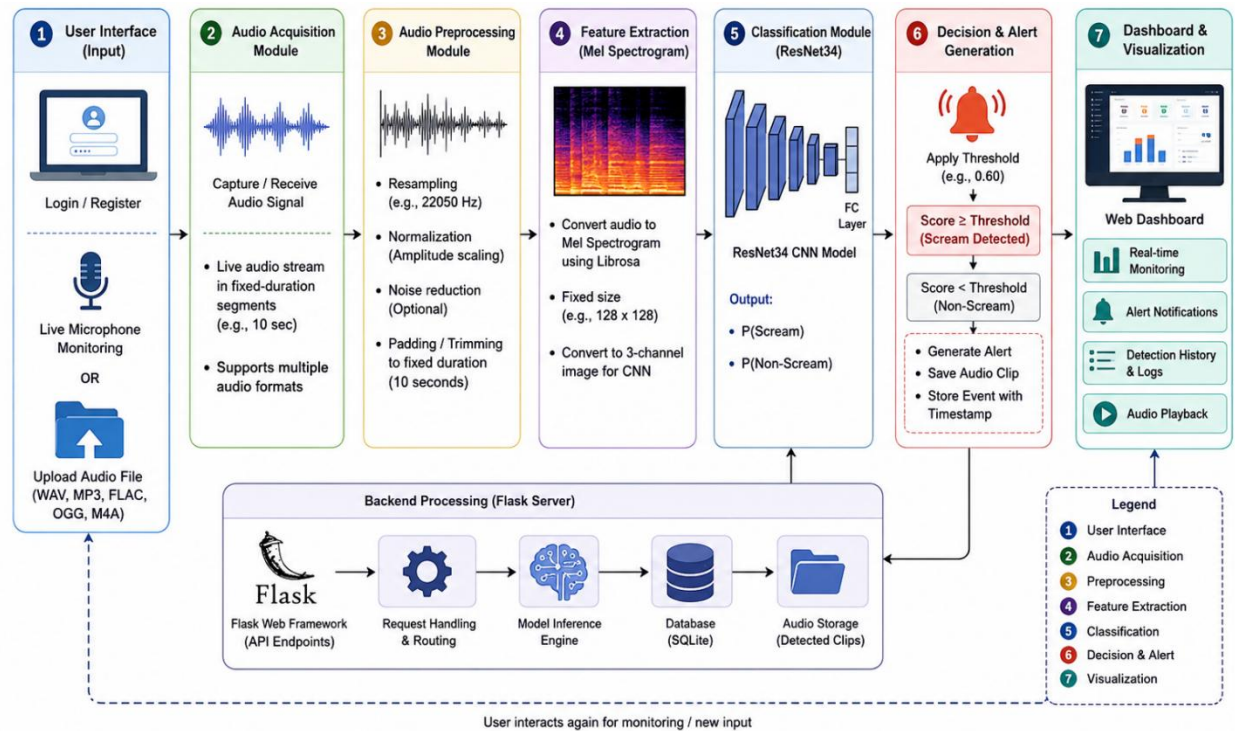 1 User Interface
(Input)
Login / Register
Live Microphone
Monitoring
OR
Upload Audio File
(WAV, MP3, FLAC,
OGG, M4A)
2 Audio Acquisition
Module
Capture / Receive
Audio Signal
• Live audio stream
in fixed-duration
segments
(e.g., 10 sec)
• Supports multiple
audio formats
3 Audio Preprocessing
Module
• Resampling
(e.g., 22050 Hz)
• Normalization
(Amplitude scaling)
• Noise reduction
(Optional)
• Padding / Trimming
to fixed duration
(10 seconds)
4 Feature Extraction
(Mel Spectrogram)
• Convert audio to
Mel Spectrogram
using Librosa
• Fixed size
(e.g., 128 x 128)
• Convert to 3-channel
image for CNN
5 Classification Module
(ResNet34)
FC
Layer
ResNet34 CNN Model
Output:
• P(Scream)
• P(Non-Scream)
6 Decision & Alert
Generation
Apply Threshold
(e.g., 0.60)
Score ≥ Threshold
(Scream Detected)
Score < Threshold
(Non-Scream)
• Generate Alert
• Save Audio Clip
• Store Event with
Timestamp
7 Dashboard &
Visualization
Web Dashboard
Real-time
Monitoring
Alert Notifications
Detection History
& Logs
Audio Playback
Backend Processing (Flask Server)
Flask
Flask Web Framework
(API Endpoints)
Request Handling
& Routing
Model Inference
Engine
Database
(SQLite)
Audio Storage
(Detected Clips)
Legend
1 User Interface
2 Audio Acquisition
3 Preprocessing
4 Feature Extraction
5 Classification
6 Decision & Alert
7 Visualization
User interacts again for monitoring / new input